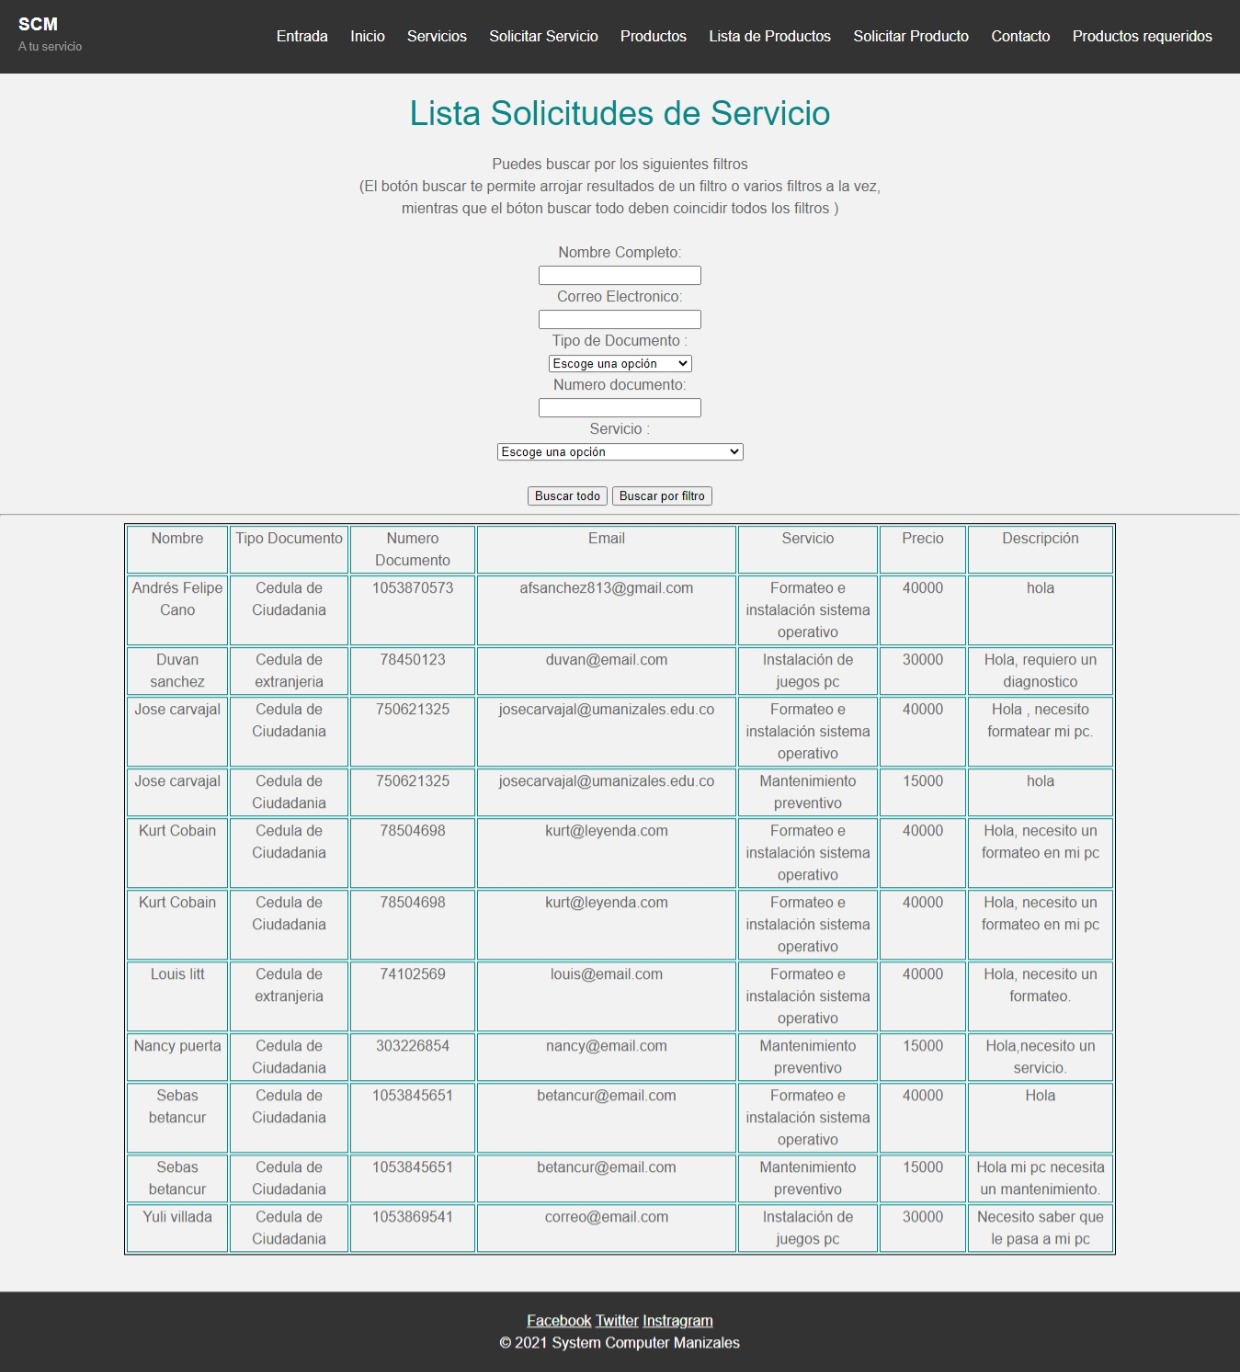 SCM
A tu servicio
Entrada Inicio Servicios Solicitar Servicio Productos Lista de Productos Solicitar Producto Contacto Productos requeridos
Lista Solicitudes de Servicio
Puedes buscar por los siguientes filtros
(El botón buscar te permite arrojar resultados de un filtro o varios filtros a la vez,
mientras que el bóton buscar todo deben coincidir todos los filtros )
Nombre Completo:
Correo Electronico:
Tipo de Documento :
Escoge una opción
Numero documento:
Servicio :
Escoge una opción
Buscar todo Buscar por filtro
Nombre Tipo Documento Numero Documento Email Servicio Precio Descripción
Andrés Felipe Cano Cedula de Ciudadania 1053870573 afsanchez813@gmail.com Formateo e instalación sistema operativo 40000 hola
Duvan sanchez Cedula de extranjeria 78450123 duvan@email.com Instalación de juegos pc 30000 Hola, requiero un diagnostico
Jose carvajal Cedula de Ciudadania 750621325 josecarvajal@umanizales.edu.co Formateo e instalación sistema operativo 40000 Hola , necesito formatear mi pc.
Jose carvajal Cedula de Ciudadania 750621325 josecarvajal@umanizales.edu.co Mantenimiento preventivo 15000 hola
Kurt Cobain Cedula de Ciudadania 78504698 kurt@leyenda.com Formateo e instalación sistema operativo 40000 Hola, necesito un formateo en mi pc
Kurt Cobain Cedula de Ciudadania 78504698 kurt@leyenda.com Formateo e instalación sistema operativo 40000 Hola, necesito un formateo en mi pc
Louis litt Cedula de extranjeria 74102569 louis@email.com Formateo e instalación sistema operativo 40000 Hola, necesito un formateo.
Nancy puerta Cedula de Ciudadania 303226854 nancy@email.com Mantenimiento preventivo 15000 Hola,necesito un servicio.
Sebas betancur Cedula de Ciudadania 1053845651 betancur@email.com Formateo e instalación sistema operativo 40000 Hola
Sebas betancur Cedula de Ciudadania 1053845651 betancur@email.com Mantenimiento preventivo 15000 Hola mi pc necesita un mantenimiento.
Yuli villada Cedula de Ciudadania 1053869541 correo@email.com Instalación de juegos pc 30000 Necesito saber que le pasa a mi pc
Facebook Twitter Instragram
© 2021 System Computer Manizales